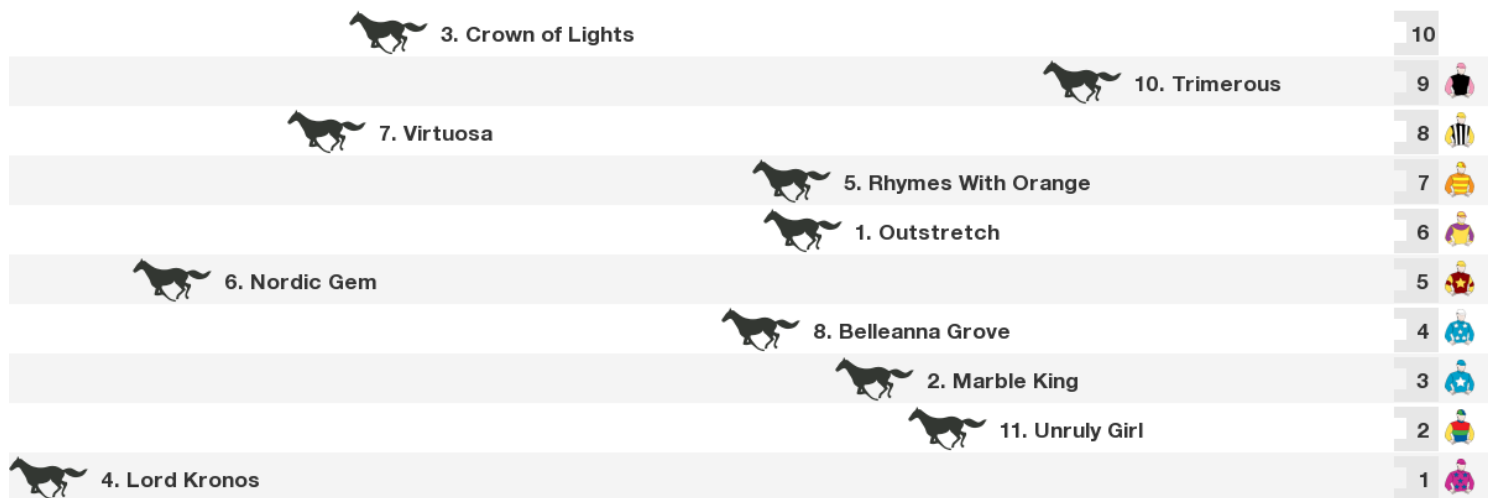 3. Crown of Lights 10
10. Trimerous 9
7. Virtuosa 8
5. Rhymes With Orange 7
1. Outstretch 6
6. Nordic Gem 5
8. Belleanna Grove 4
2. Marble King 3
11. Unruly Girl 2
4. Lord Kronos 1